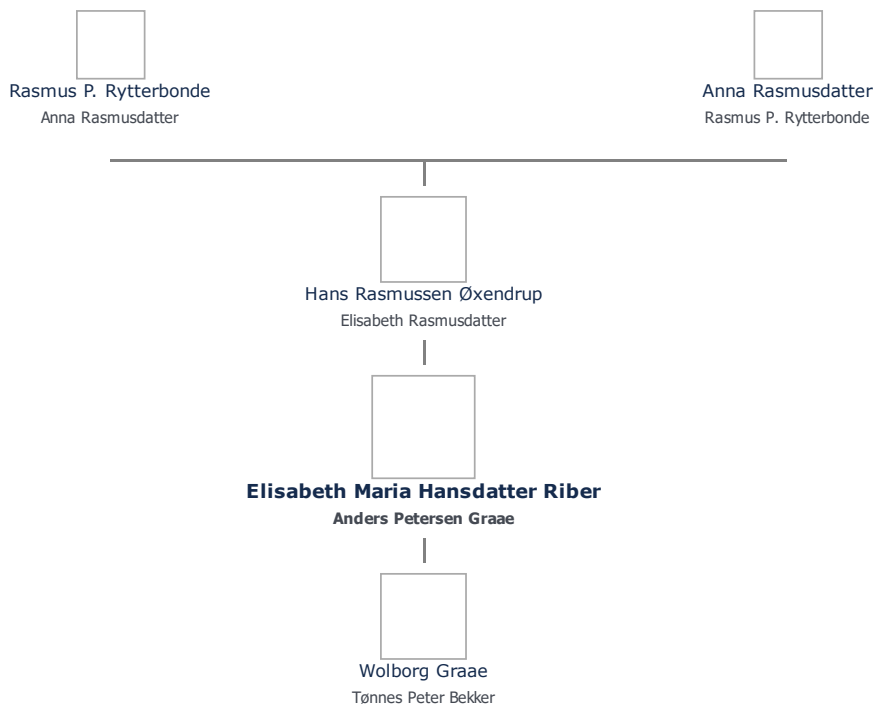 Rasmus P. Rytterbonde
Anna Rasmusdatter
Anna Rasmusdatter
Rasmus P. Rytterbonde
Hans Rasmussen Øxendrup
Elisabeth Rasmusdatter
Elisabeth Maria Hansdatter Riber
Anders Petersen Graae
Wolborg Graae
Tønnes Peter Bekker